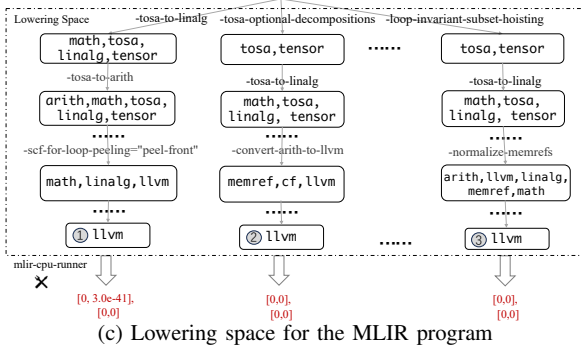 -tosa-to-linalg -tosa-optional-decompositions -loop-invariant-subset-hoisting
Lowering Space
math,tosa,
linalg,tensor
tosa,tensor
......
tosa,tensor
-tosa-to-arith -tosa-to-linalg -tosa-to-linalg
arith,math,tosa,
linalg,tensor
math,tosa,
linalg, tensor
math,tosa,
linalg, tensor
...... ...... ......
-scf-for-loop-peeling="peel-front" -convert-arith-to-llvm -normalize-memrefs
math,linalg,llvm
memref,cf,llvm
arith,llvm,linalg,
memref,math
...... ...... ......
① llvm ② llvm ...... ③ llvm
mlir-cpu-runner
[0, 3.0e-41],
[0,0]
[0,0],
[0,0]
[0,0],
[0,0]
(c) Lowering space for the MLIR program